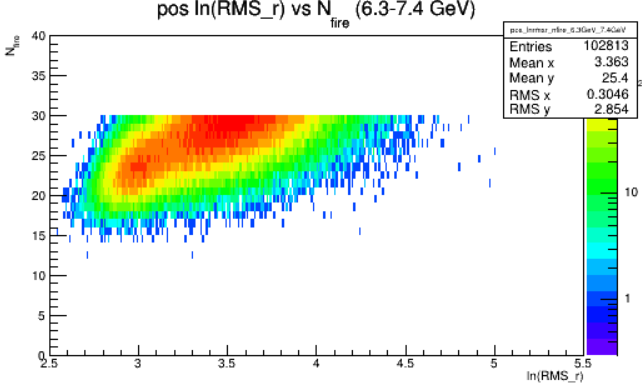 pos ln(RMS_r) vs N_fire (6.3-7.4 GeV)
pos_lnrmsr_nfire_6.3GeV_7.4GeV
Entries 102813
Mean x 3.363
Mean y 25.4
RMS x 0.3046
RMS y 2.854
N_fire
40
35
30
25
20
15
10
5
0
2.5 3 3.5 4 4.5 5 5.5
ln(RMS_r)
2
10
1